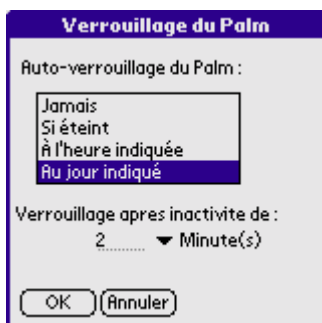 Verrouillage du Palm
Auto-verrouillage du Palm :
Jamais
Si éteint
À l'heure indiquée
Au jour indiqué
Verrouillage apres inactivite de :
2 Minute(s)
OK Annuler